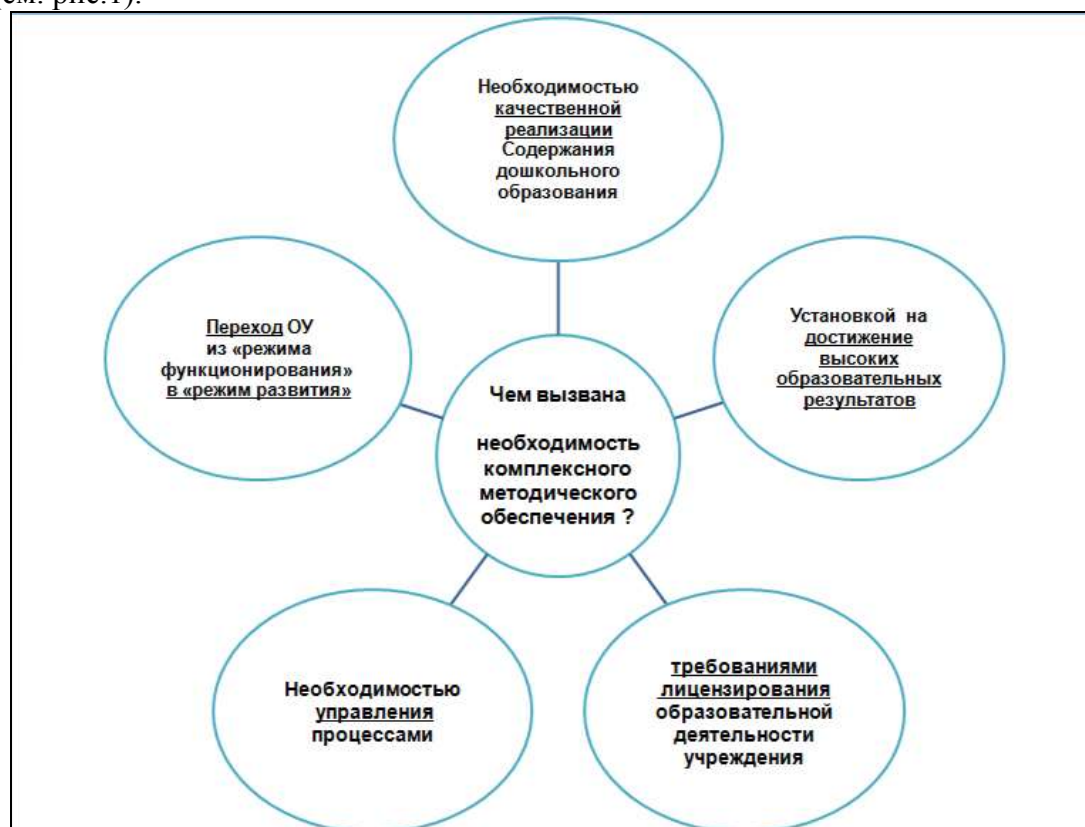 см. рис.1).
Необходимостью
качественной
реализации
Содержания
дошкольного
образования
Переход ОУ
из «режима
функционирования»
в «режим развития»
Установкой на
достижение
высоких
образовательных
результатов
Чем вызвана
необходимость
комплексного
методического
обеспечения ?
Необходимостью
управления
процессами
требованиями
лицензирования
образовательной
деятельности
учреждения